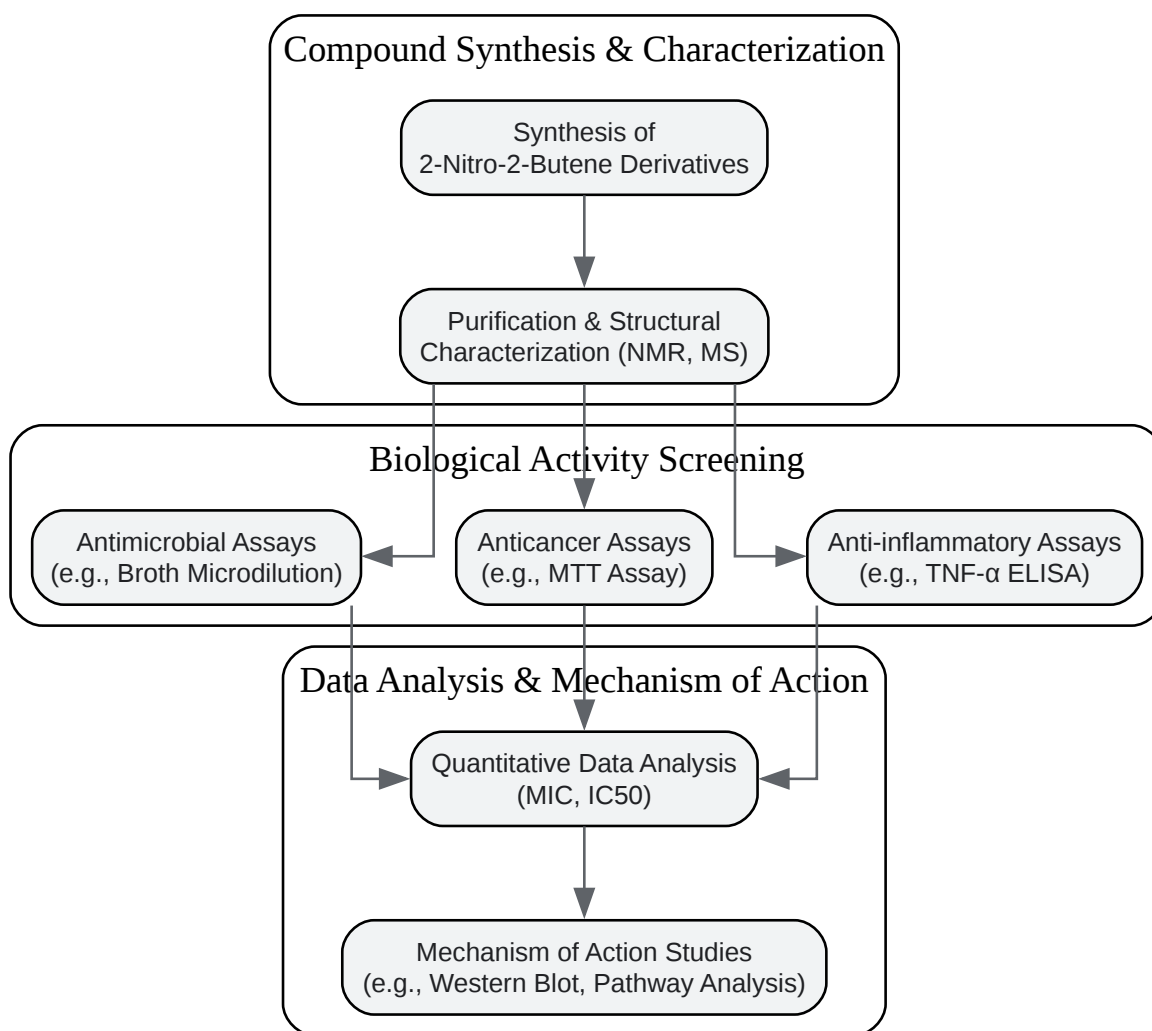 Compound Synthesis & Characterization
Synthesis of
2-Nitro-2-Butene Derivatives
Purification & Structural
Characterization (NMR, MS)
Biological Activity Screening
Antimicrobial Assays
(e.g., Broth Microdilution)
Anticancer Assays
(e.g., MTT Assay)
Anti-inflammatory Assays
(e.g., TNF-α ELISA)
Data Analysis & Mechanism of Action
Quantitative Data Analysis
(MIC, IC50)
Mechanism of Action Studies
(e.g., Western Blot, Pathway Analysis)